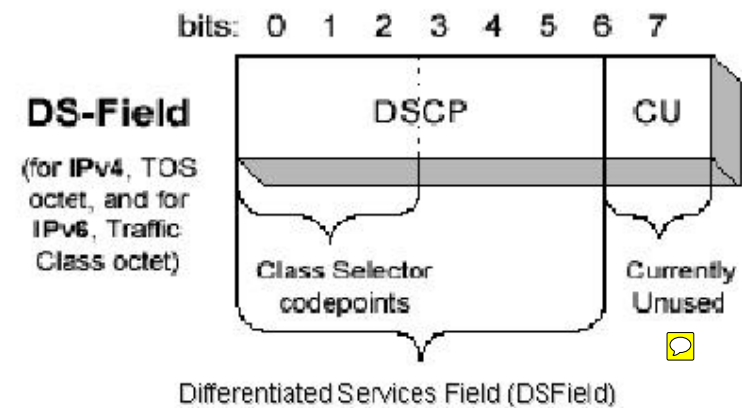 bits: 0 1 2 3 4 5 6 7
DS-Field
DSCP
CU
(for IPv4, TOS
octet, and for
IPv6, Traffic
Class octet)
Class Selector
codepoints
Currently
Unused
Differentiated Services Field (DSField)